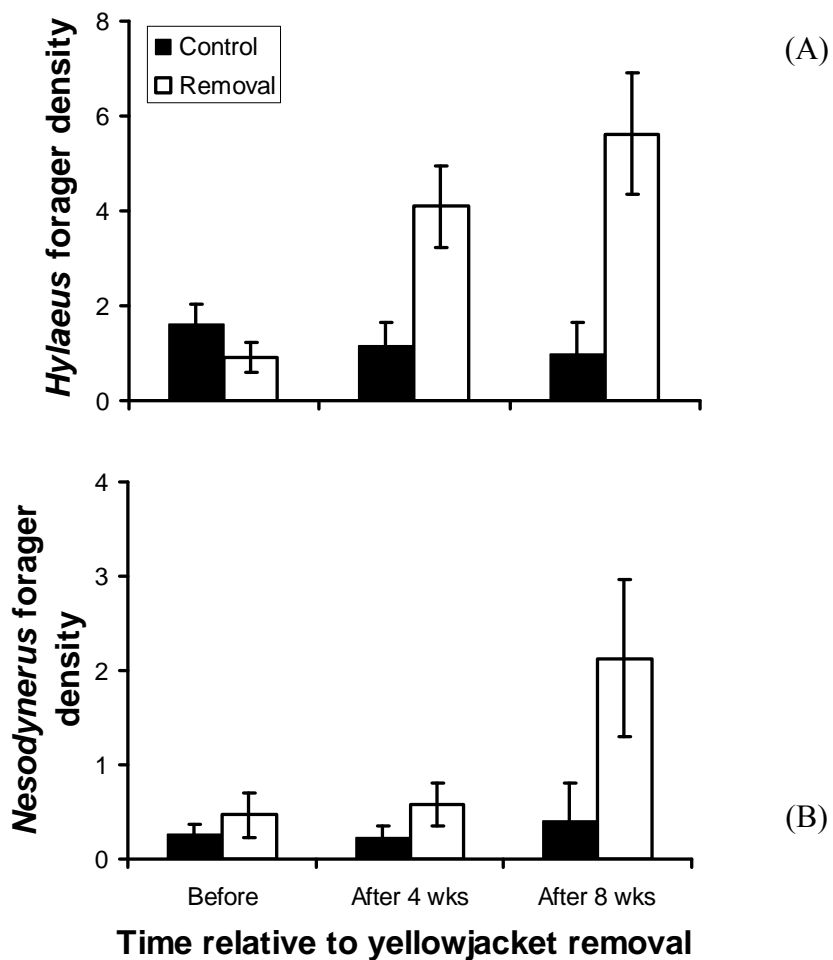 (A)
Control
Removal
Hylaeus forager density
8
6
4
2
0
(B)
Nesodynerus forager
density
4
3
2
1
0
Before
After 4 wks
After 8 wks
Time relative to yellowjacket removal